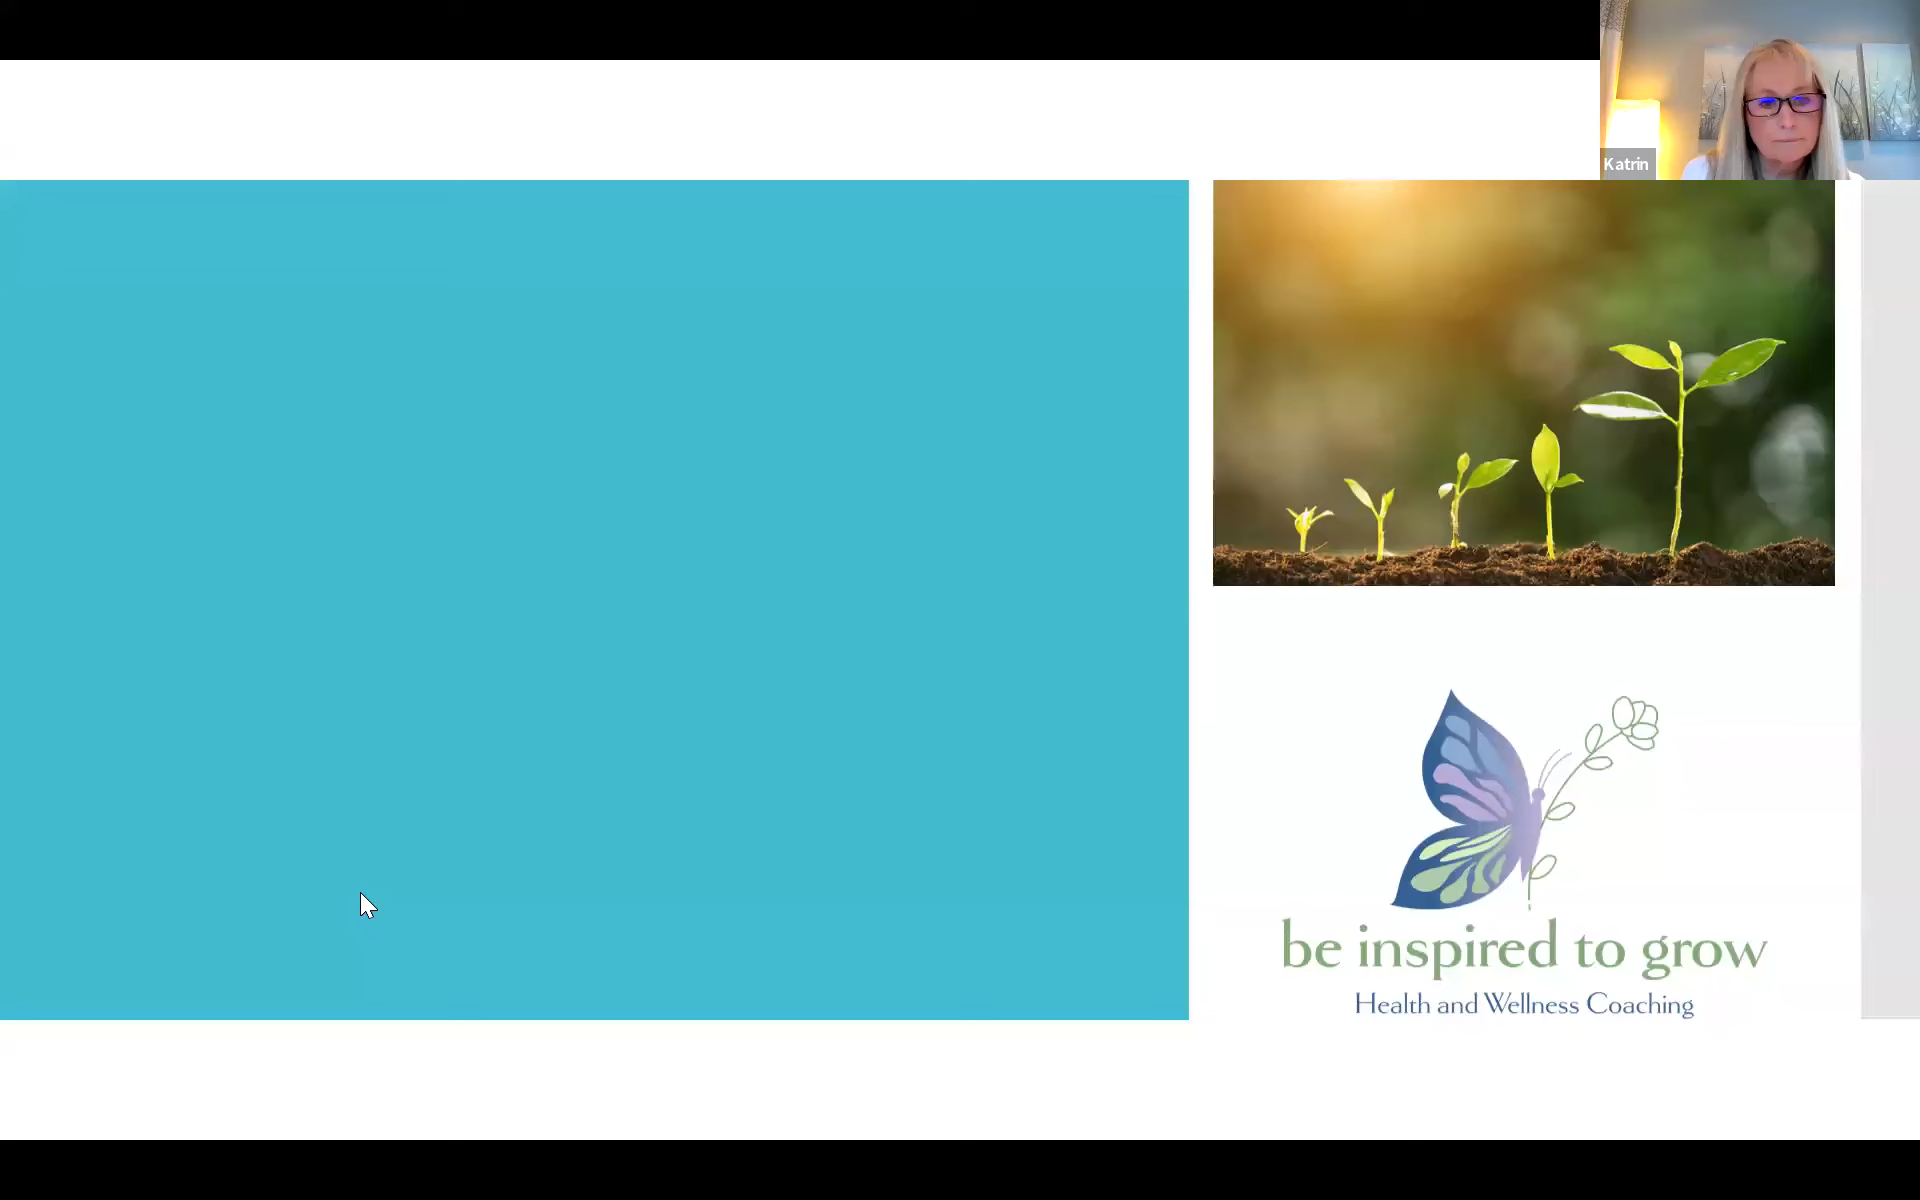 Katrin
be inspired to grow
Health and Wellness Coaching